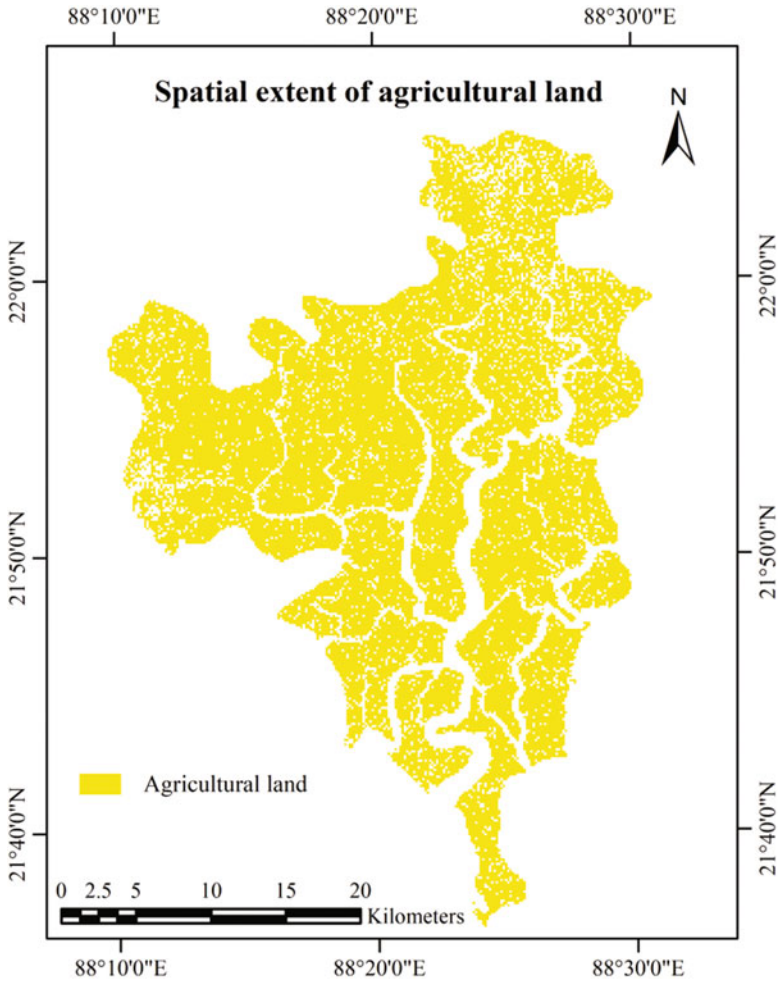 88°10'0"E 88°20'0"E 88°30'0"E
Spatial extent of agricultural land
N
22°0'0"N
22°0'0"N
21°50'0"N
21°50'0"N
Agricultural land
21°40'0"N
21°40'0"N
0 2.5 5 10 15 20
Kilometers
88°10'0"E 88°20'0"E 88°30'0"E